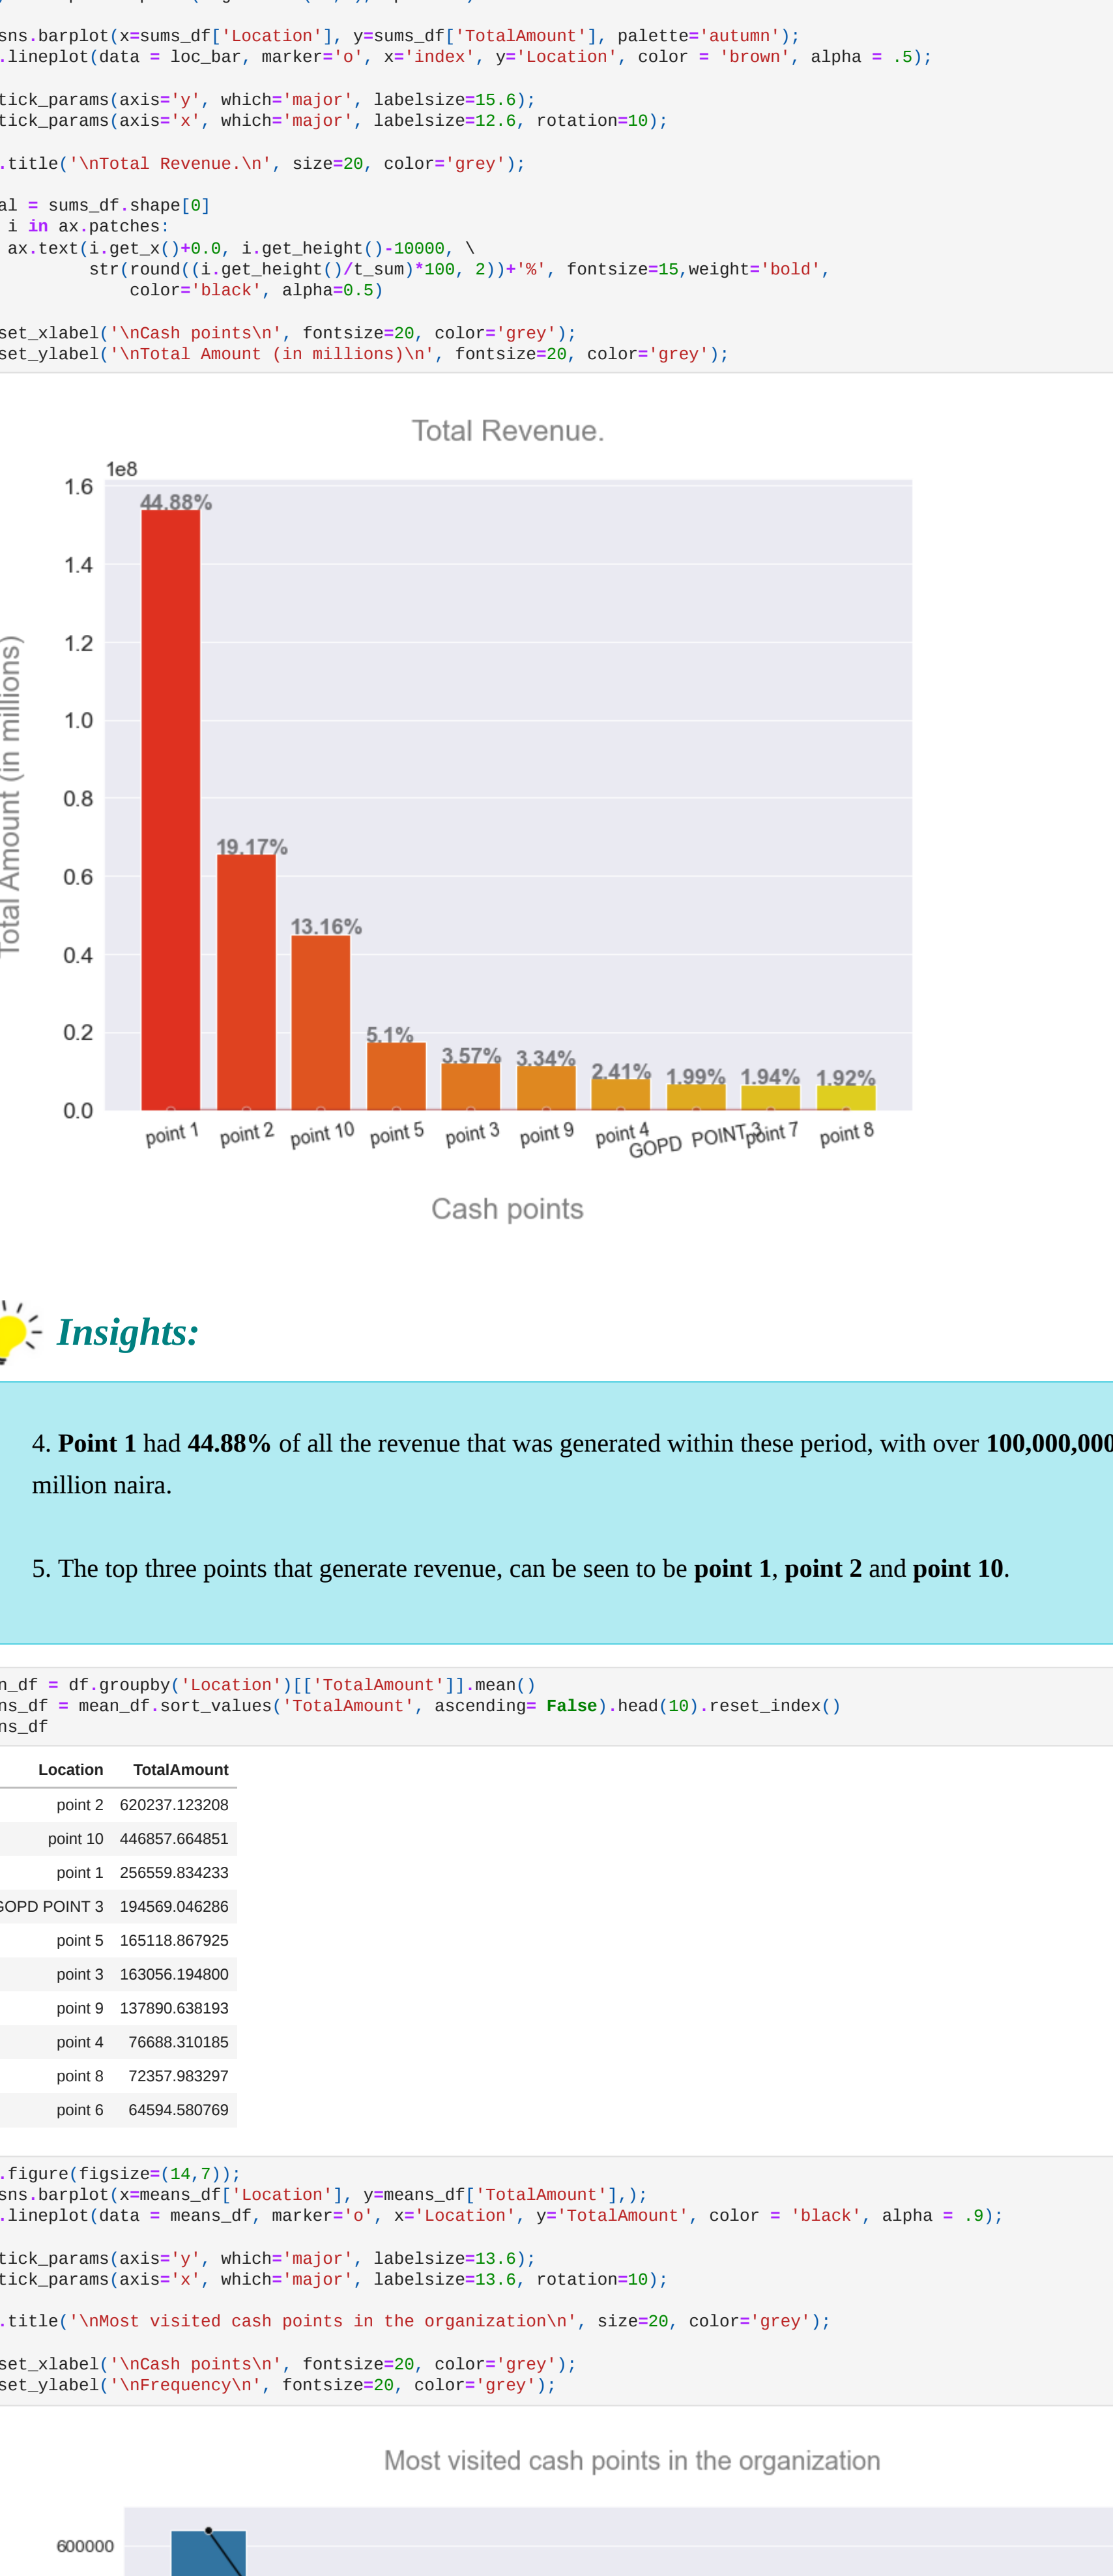 sns.barplot(x=sums_df['Location'], y=sums_df['TotalAmount'], palette='autumn');
.lineplot(data = loc_bar, marker='o', x='index', y='Location', color = 'brown', alpha = .5);
tick_params(axis='y', which='major', labelsize=15.6);
tick_params(axis='x', which='major', labelsize=12.6, rotation=10);
.title('\nTotal Revenue.\n', size=20, color='grey');
al = sums_df.shape[0]
i in ax.patches:
ax.text(i.get_x()+0.0, i.get_height()-10000, \
str(round((i.get_height()/t_sum)*100, 2))+'%', fontsize=15,weight='bold',
color='black', alpha=0.5)
set_xlabel('\nCash points\n', fontsize=20, color='grey');
set_ylabel('\nTotal Amount (in millions)\n', fontsize=20, color='grey');
Total Revenue.
1e8
1.6
1.4
1.2
1.0
0.8
0.6
0.4
0.2
0.0
Total Amount (in millions)
44.88%
19.17%
13.16%
5.1%
3.57%
3.34%
2.41%
1.99%
1.94%
1.92%
point 1
point 2
point 10
point 5
point 3
point 9
point 4
GOPD POINT 3
point 7
point 8
Cash points
Insights:
4. Point 1 had 44.88% of all the revenue that was generated within these period, with over 100,000,000
million naira.
5. The top three points that generate revenue, can be seen to be point 1, point 2 and point 10.
n_df = df.groupby('Location')[['TotalAmount']].mean()
ns_df = mean_df.sort_values('TotalAmount', ascending= False).head(10).reset_index()
ns_df
Location TotalAmount
point 2 620237.123208
point 10 446857.664851
point 1 256559.834233
GOPD POINT 3 194569.046286
point 5 165118.867925
point 3 163056.194800
point 9 137890.638193
point 4 76688.310185
point 8 72357.983297
point 6 64594.580769
.figure(figsize=(14,7));
sns.barplot(x=means_df['Location'], y=means_df['TotalAmount'],);
.lineplot(data = means_df, marker='o', x='Location', y='TotalAmount', color = 'black', alpha = .9);
tick_params(axis='y', which='major', labelsize=13.6);
tick_params(axis='x', which='major', labelsize=13.6, rotation=10);
.title('\nMost visited cash points in the organization\n', size=20, color='grey');
set_xlabel('\nCash points\n', fontsize=20, color='grey');
set_ylabel('\nFrequency\n', fontsize=20, color='grey');
Most visited cash points in the organization
600000